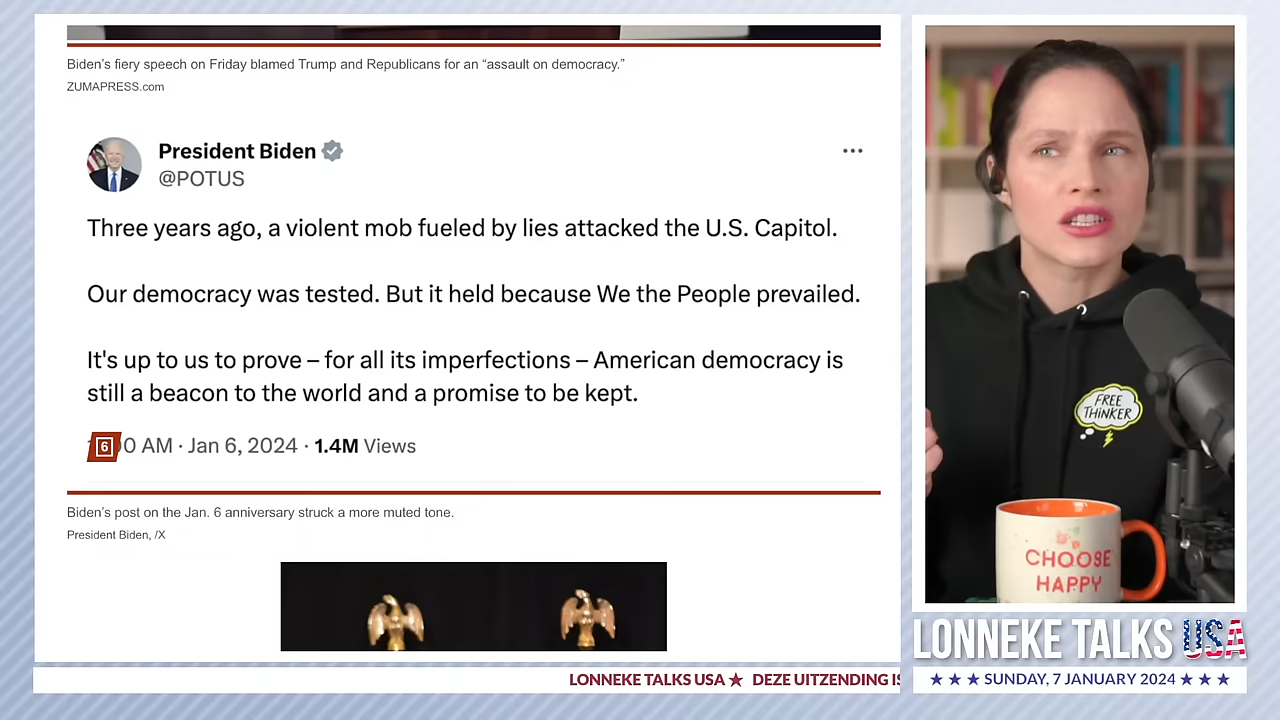 Biden's fiery speech on Friday blamed Trump and Republicans for an “assault on democracy.”
ZUMAPRESS.com
President Biden
@POTUS
Three years ago, a violent mob fueled by lies attacked the U.S. Capitol.
Our democracy was tested. But it held because We the People prevailed.
It's up to us to prove – for all its imperfections – American democracy is
still a beacon to the world and a promise to be kept.
6
AM · Jan 6, 2024 · 1.4M Views
Biden's post on the Jan. 6 anniversary struck a more muted tone.
President Biden, /X
FREE
THINKER
CHOOSE
HAPPY
LONNEKE TALKS USA
LONNEKE TALKS USA ★ DEZE UITZENDING
★ ★ ★ SUNDAY, 7 JANUARY 2024 ★ ★ ★